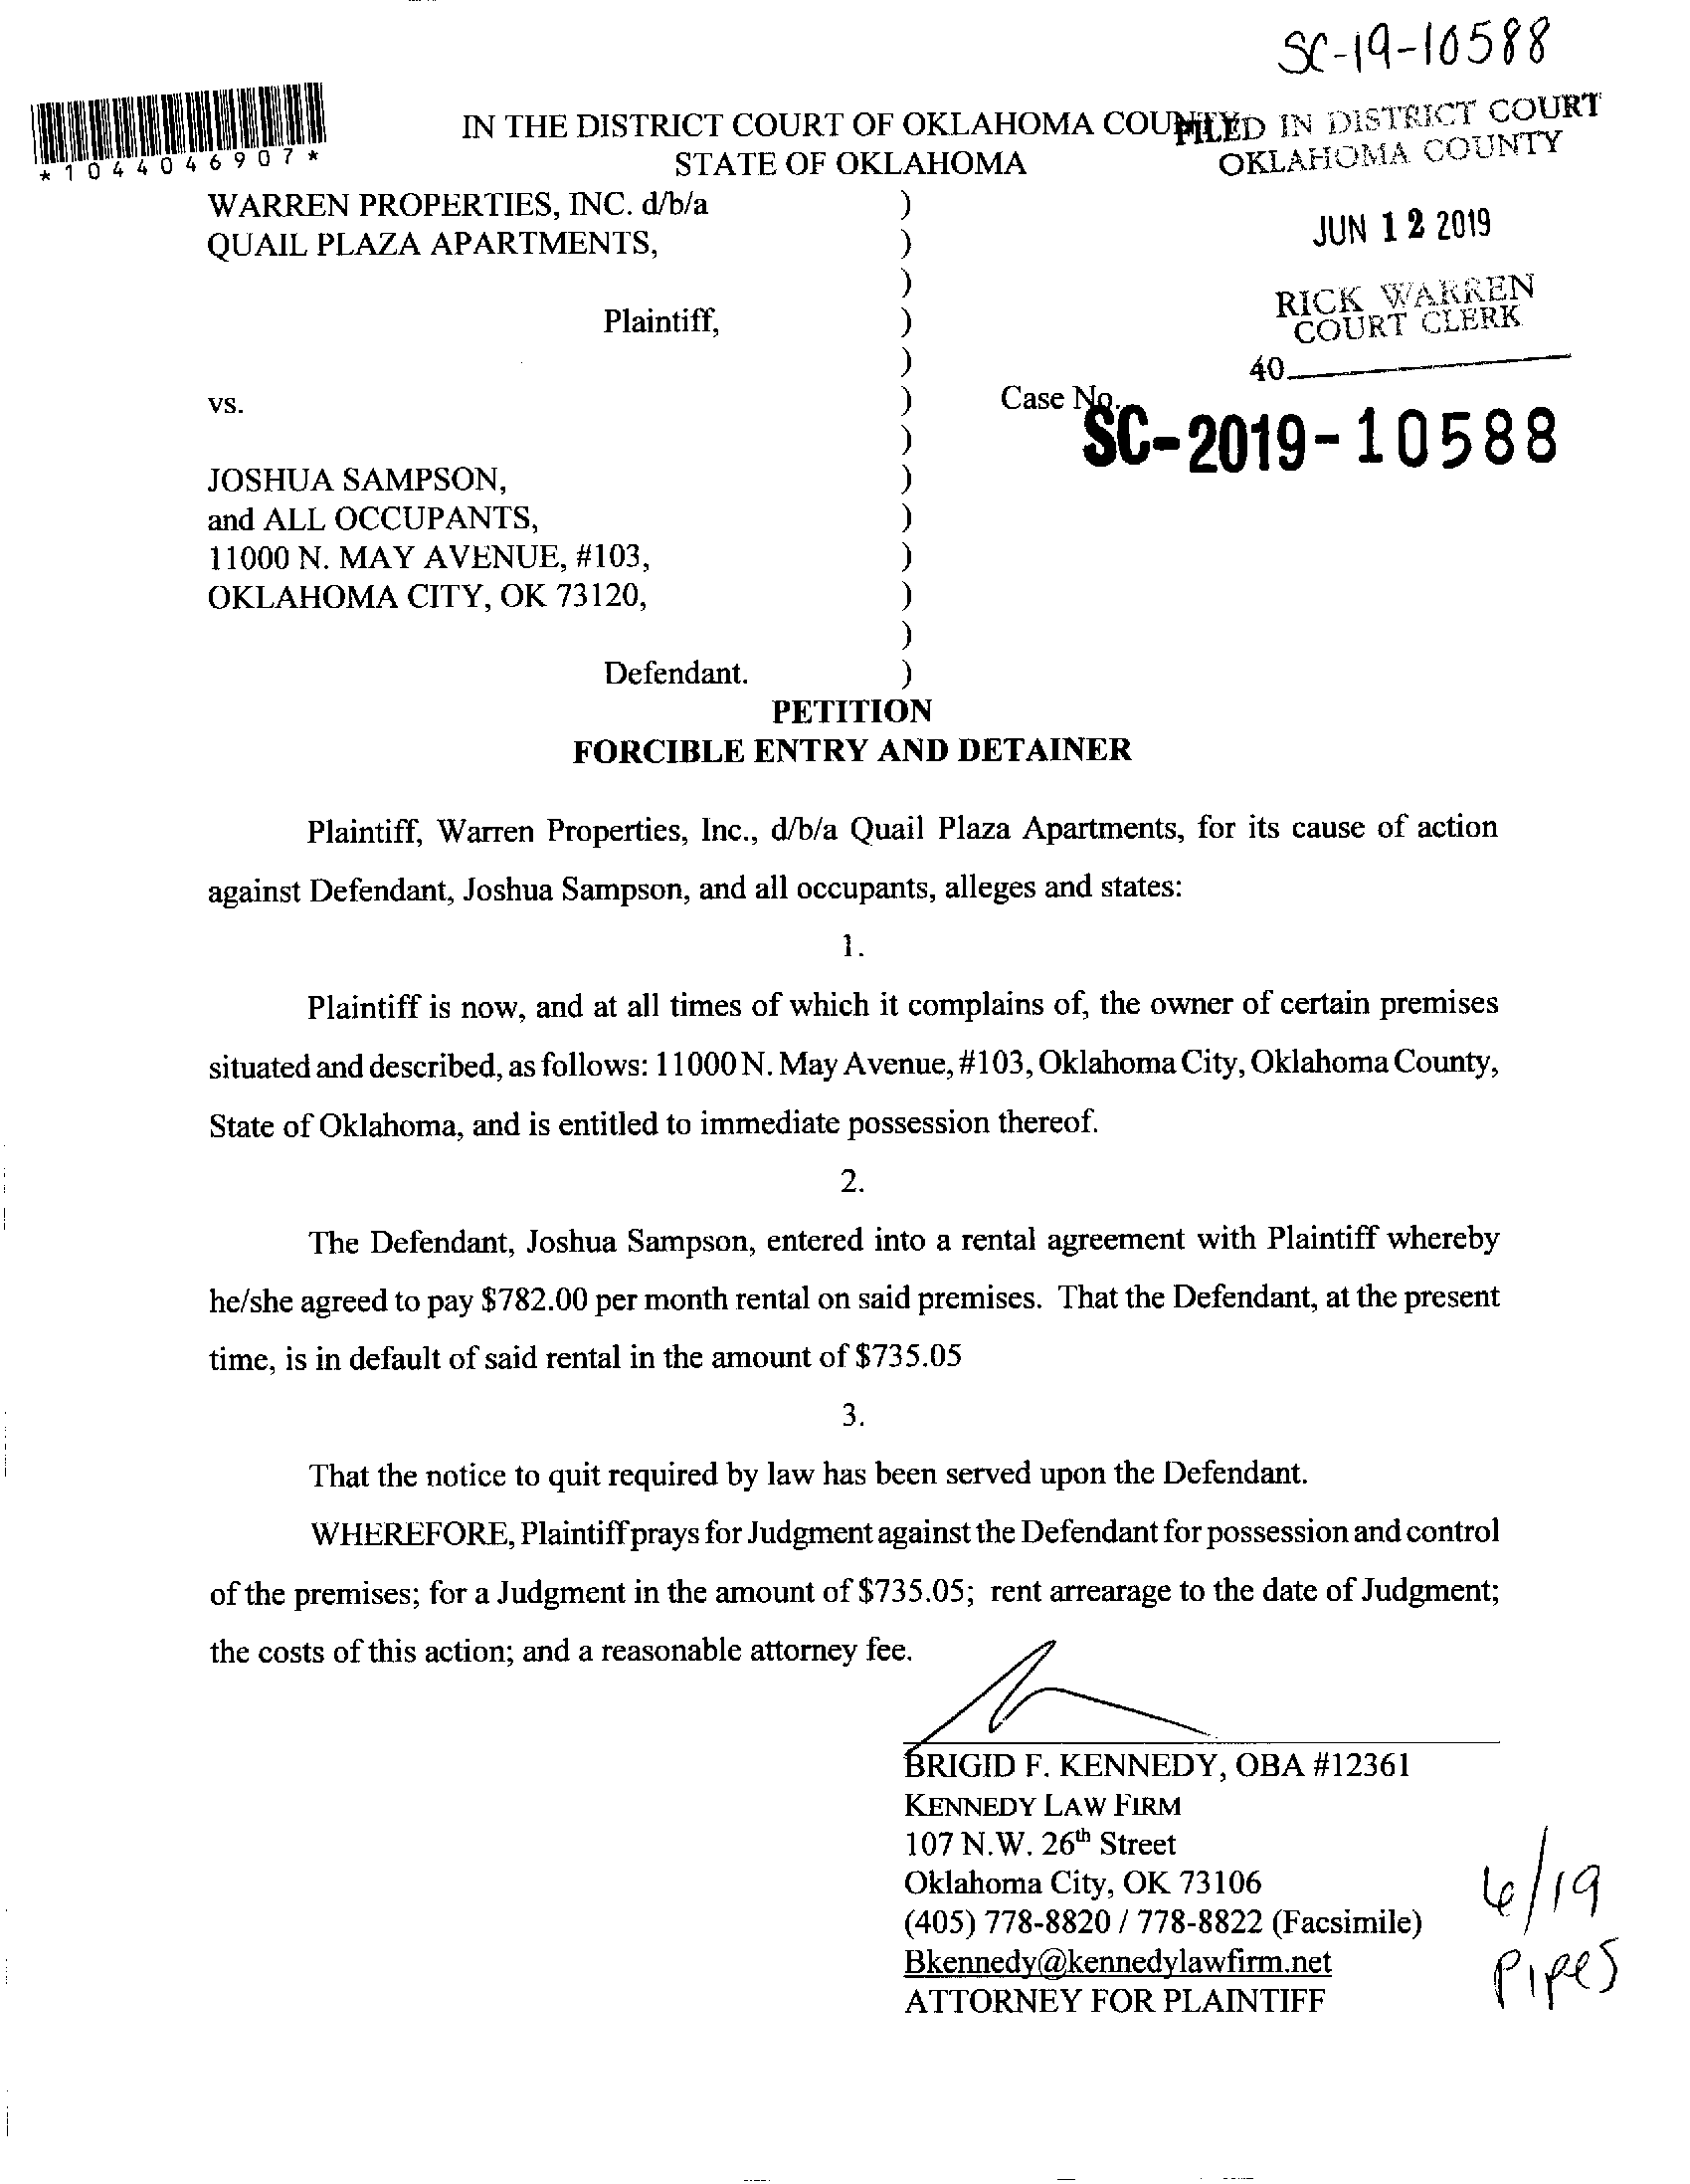 SC-19-10588
*1044046907*
IN THE DISTRICT COURT OF OKLAHOMA COUNTY
STATE OF OKLAHOMA
FILED IN DISTRICT COURT
OKLAHOMA COUNTY
JUN 12 2019
RICK WARREN
COURT CLERK
40
WARREN PROPERTIES, INC. d/b/a )
QUAIL PLAZA APARTMENTS, )
)
Plaintiff, )
)
vs. ) Case No.
SC-2019-10588
)
JOSHUA SAMPSON, )
and ALL OCCUPANTS, )
11000 N. MAY AVENUE, #103, )
OKLAHOMA CITY, OK 73120, )
)
Defendant. )
PETITION
FORCIBLE ENTRY AND DETAINER
Plaintiff, Warren Properties, Inc., d/b/a Quail Plaza Apartments, for its cause of action
against Defendant, Joshua Sampson, and all occupants, alleges and states:
1.
Plaintiff is now, and at all times of which it complains of, the owner of certain premises
situated and described, as follows: 11000 N. May Avenue, #103, Oklahoma City, Oklahoma County,
State of Oklahoma, and is entitled to immediate possession thereof.
2.
The Defendant, Joshua Sampson, entered into a rental agreement with Plaintiff whereby
he/she agreed to pay $782.00 per month rental on said premises. That the Defendant, at the present
time, is in default of said rental in the amount of $735.05
3.
That the notice to quit required by law has been served upon the Defendant.
WHEREFORE, Plaintiff prays for Judgment against the Defendant for possession and control
of the premises; for a Judgment in the amount of $735.05; rent arrearage to the date of Judgment;
the costs of this action; and a reasonable attorney fee.
BRIGID F. KENNEDY, OBA #12361
KENNEDY LAW FIRM
107 N.W. 26th Street
Oklahoma City, OK 73106
(405) 778-8820 / 778-8822 (Facsimile)
Bkennedy@kennedylawfirm.net
ATTORNEY FOR PLAINTIFF
6/19
Pipes